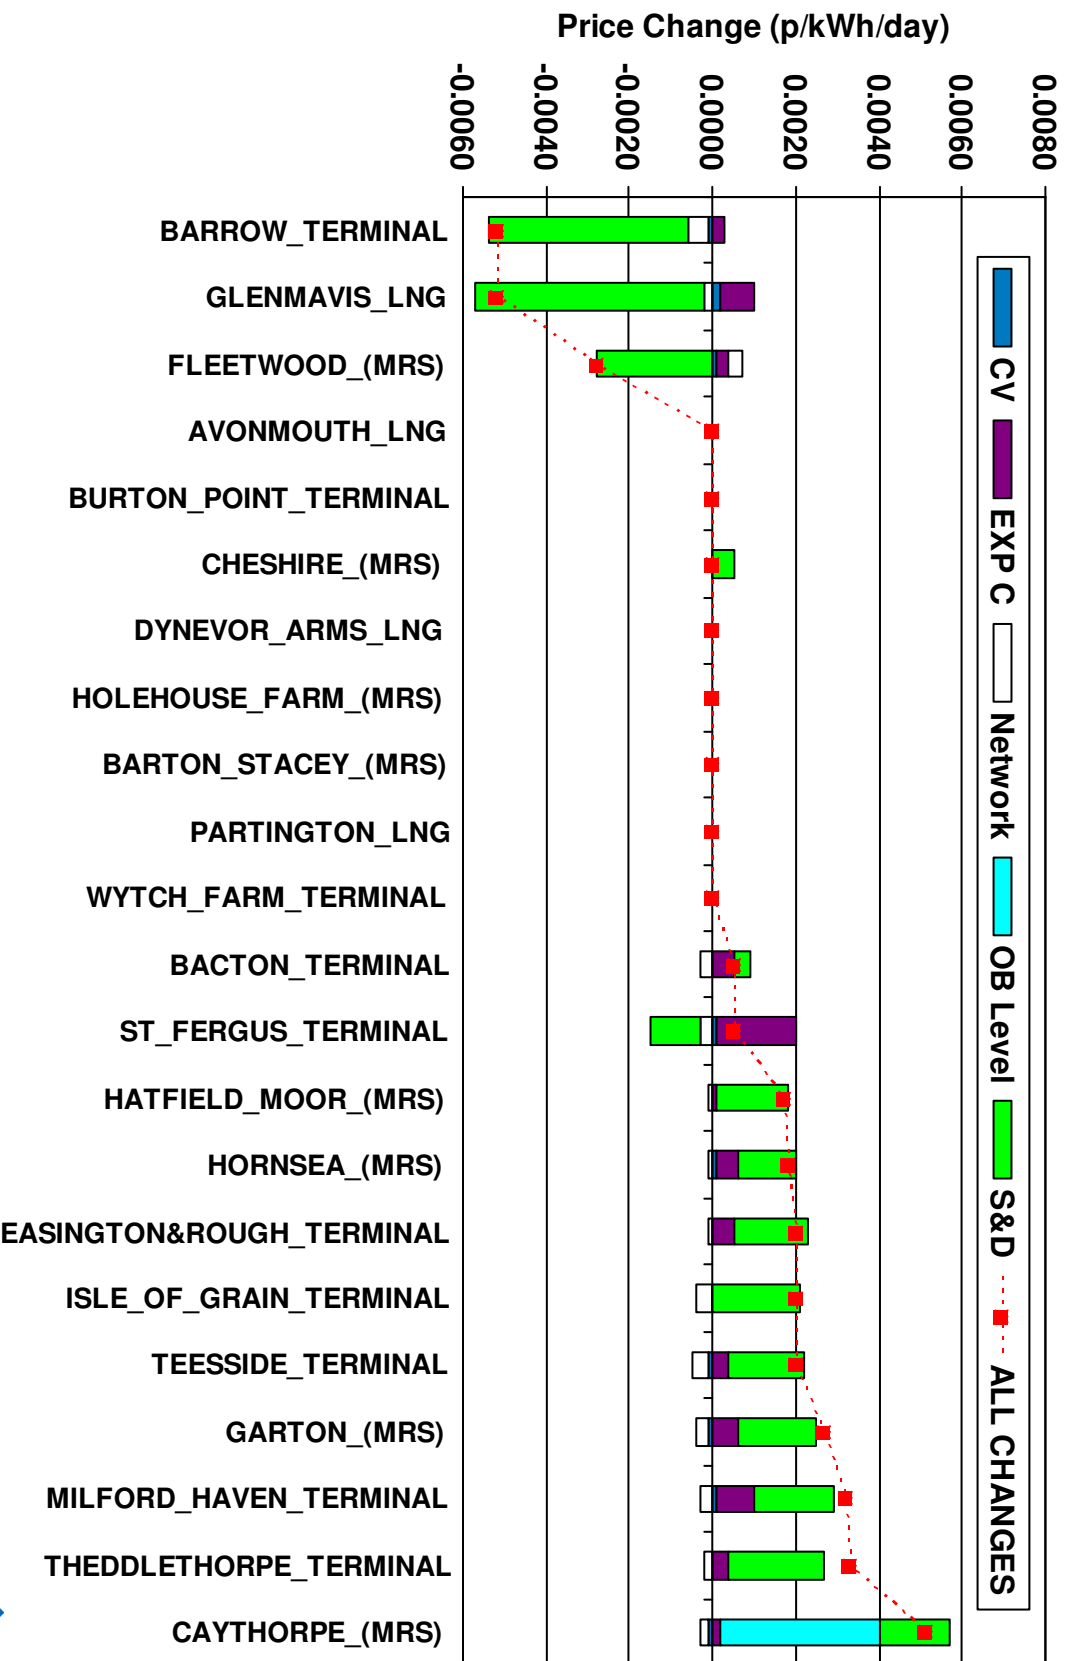 Price Change (p/kWh/day)
-0.0060
-0.0040
-0.0020
0.0000
0.0020
0.0040
0.0060
0.0080
CV
EXP C
Network
OB Level
S&D
ALL CHANGES
BARROW_TERMINAL
GLENMAVIS_LNG
FLEETWOOD_(MRS)
AVONMOUTH_LNG
BURTON_POINT_TERMINAL
CHESHIRE_(MRS)
DYNEVOR_ARMS_LNG
HOLEHOUSE_FARM_(MRS)
BARTON_STACEY_(MRS)
PARTINGTON_LNG
WYTCH_FARM_TERMINAL
BACTON_TERMINAL
ST_FERGUS_TERMINAL
HATFIELD_MOOR_(MRS)
HORNSEA_(MRS)
EASINGTON&ROUGH_TERMINAL
ISLE_OF_GRAIN_TERMINAL
TEESSIDE_TERMINAL
GARTON_(MRS)
MILFORD_HAVEN_TERMINAL
THEDDLETHORPE_TERMINAL
CAYTHORPE_(MRS)